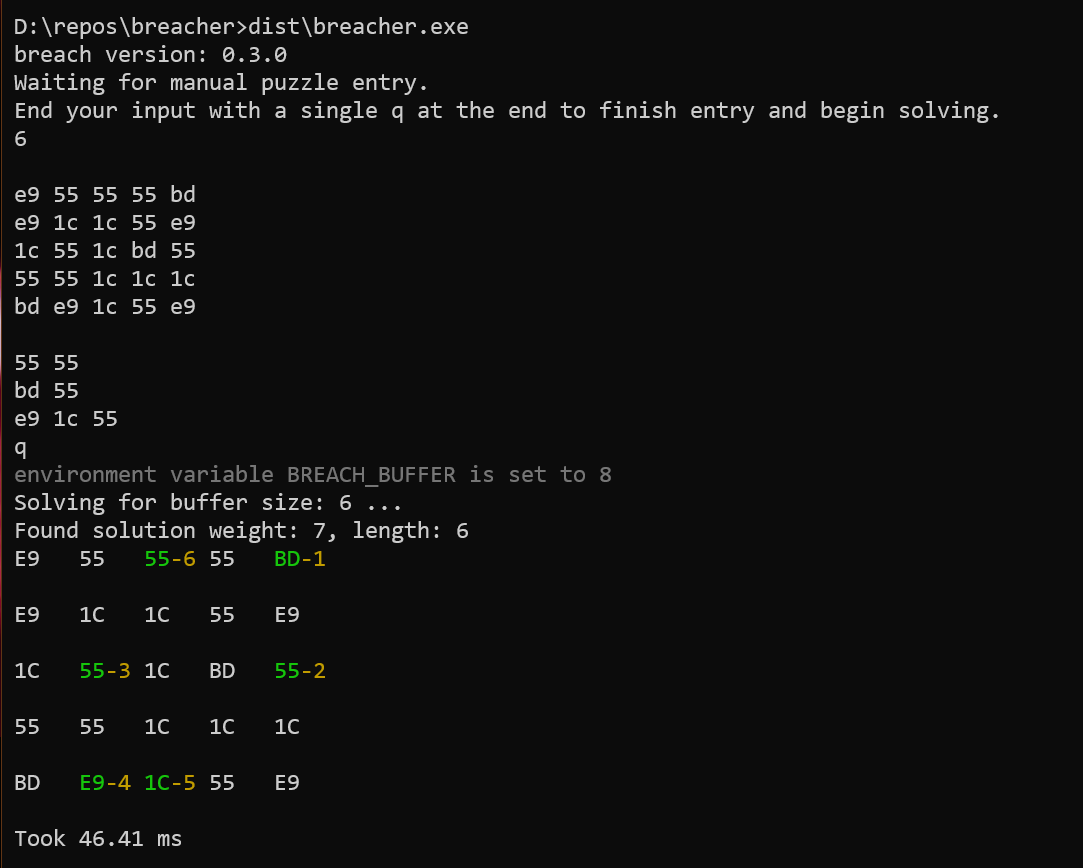 D:\repos\breacher>dist\breacher.exe
breach version: 0.3.0
Waiting for manual puzzle entry.
End your input with a single q at the end to finish entry and begin solving.
6
e9 55 55 55 bd
e9 1c 1c 55 e9
1c 55 1c bd 55
55 55 1c 1c 1c
bd e9 1c 55 e9
55 55
bd 55
e9 1c 55
q
environment variable BREACH_BUFFER is set to 8
Solving for buffer size: 6 ...
Found solution weight: 7, length: 6
E9   55   55-6 55   BD-1
E9   1C   1C   55   E9
1C   55-3 1C   BD   55-2
55   55   1C   1C   1C
BD   E9-4 1C-5 55   E9
Took 46.41 ms